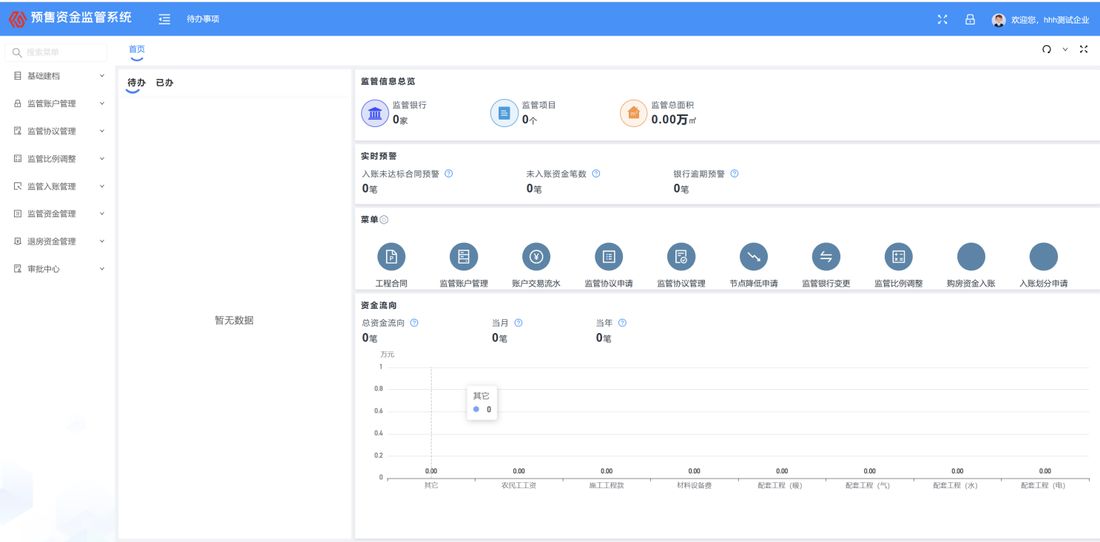 预售资金监管系统
待办事项
欢迎您，hhh测试企业
搜索菜单
首页
基础建档
监管账户管理
监管协议管理
监管比例调整
监管入账管理
监管资金管理
退房资金管理
审批中心
待办 已办
暂无数据
监管信息总览
监管银行
0家
监管项目
0个
监管总面积
0.00万㎡
实时预警
入账未达标合同预警
0笔
未入账资金笔数
0笔
银行逾期预警
0笔
菜单
工程合同 监管账户管理 账户交易流水 监管协议申请 监管协议管理 节点降低申请 监管银行变更 监管比例调整 购房资金入账 入账划分申请
资金流向
总资金流向
0笔
当月
0笔
当年
0笔
万元
1
0.8
0.6
0.4
0.2
0
其它
0
0.00 0.00 0.00 0.00 0.00 0.00 0.00 0.00
其它 农民工工资 施工工程款 材料设备费 配套工程（暖） 配套工程（气） 配套工程（水） 配套工程（电）